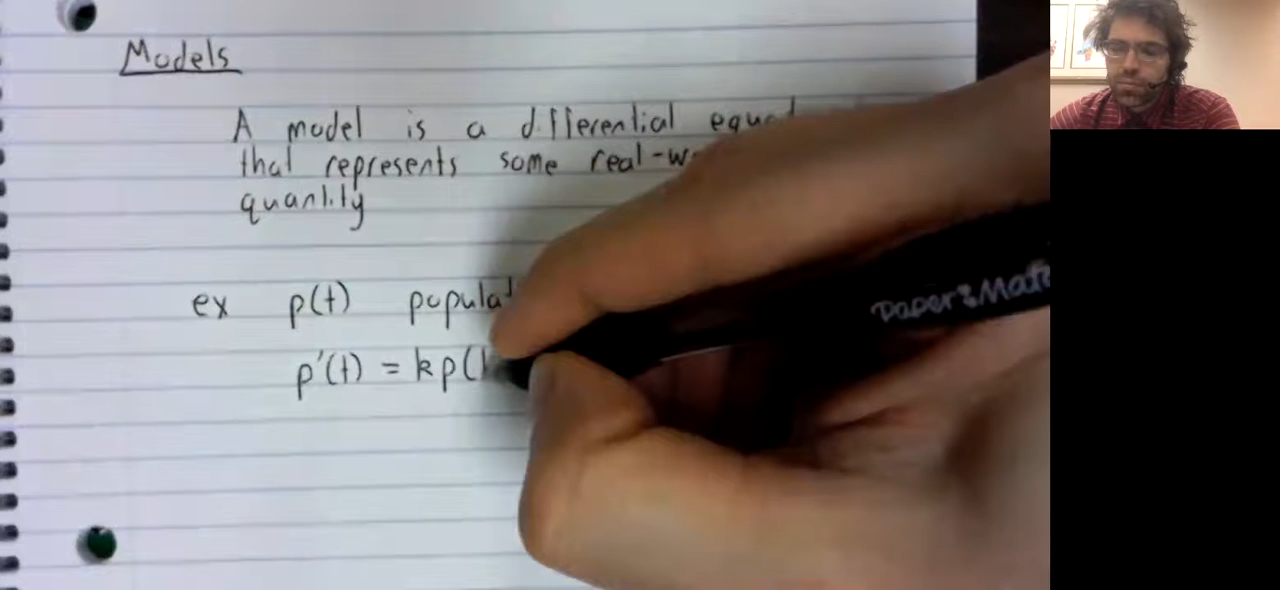 Models
A model is a differential
that represents some
quantity
ex p(t)
p'(t) = kp(
Paper Mate